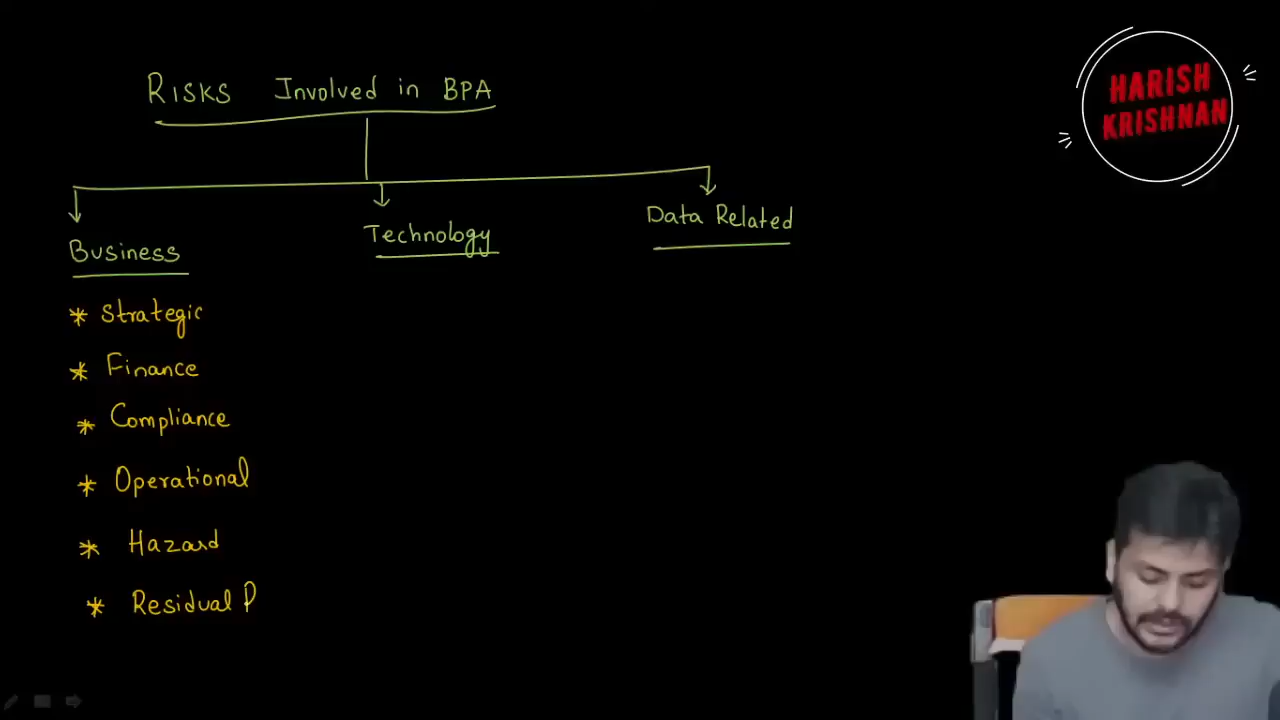 RISKS Involved in BPA
HARISH
KRISHNAN
Business
Technology
Data Related
* Strategic
* Finance
* Compliance
* Operational
* Hazard
* Residual